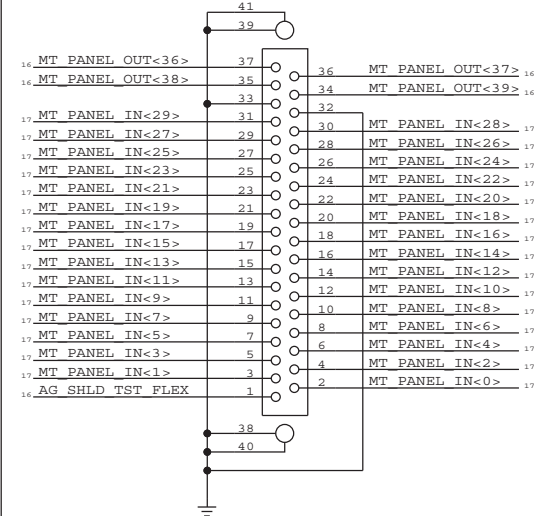 41
39
16 MT_PANEL_OUT<36> 37
36 MT_PANEL_OUT<37> 16
16 MT_PANEL_OUT<38> 35
34 MT_PANEL_OUT<39> 16
33
32
17 MT_PANEL_IN<29> 31
30 MT_PANEL_IN<28> 17
17 MT_PANEL_IN<27> 29
28 MT_PANEL_IN<26> 17
17 MT_PANEL_IN<25> 27
26 MT_PANEL_IN<24> 17
17 MT_PANEL_IN<23> 25
24 MT_PANEL_IN<22> 17
17 MT_PANEL_IN<21> 23
22 MT_PANEL_IN<20> 17
17 MT_PANEL_IN<19> 21
20 MT_PANEL_IN<18> 17
17 MT_PANEL_IN<17> 19
18 MT_PANEL_IN<16> 17
17 MT_PANEL_IN<15> 17
16 MT_PANEL_IN<14> 17
17 MT_PANEL_IN<13> 15
14 MT_PANEL_IN<12> 17
17 MT_PANEL_IN<11> 13
12 MT_PANEL_IN<10> 17
17 MT_PANEL_IN<9> 11
10 MT_PANEL_IN<8> 17
17 MT_PANEL_IN<7> 9
8 MT_PANEL_IN<6> 17
17 MT_PANEL_IN<5> 7
6 MT_PANEL_IN<4> 17
17 MT_PANEL_IN<3> 5
4 MT_PANEL_IN<2> 17
17 MT_PANEL_IN<1> 3
2 MT_PANEL_IN<0> 17
16 AG_SHLD_TST_FLEX 1
38
40